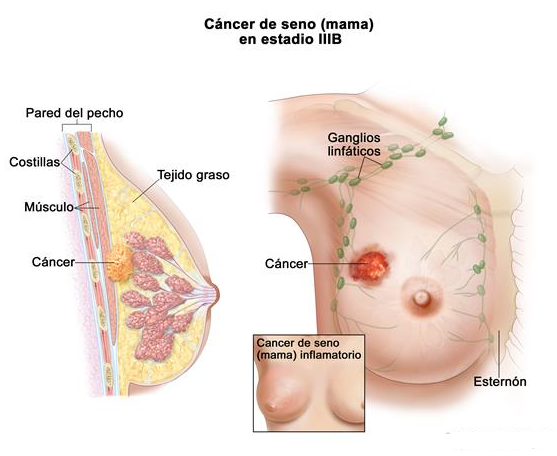 Cáncer de seno (mama)
en estadio IIIB
Pared del pecho
Costillas
Músculo
Cáncer
Tejido graso
Ganglios
linfáticos
Cáncer
Cancer de seno
(mama) inflamatorio
Esternón